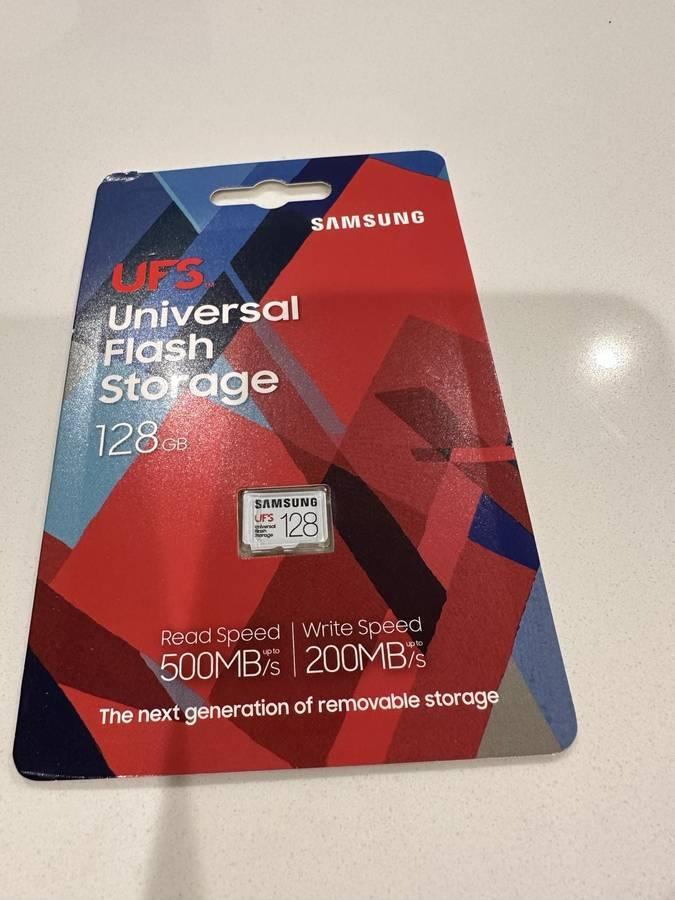 SAMSUNG
UFS
Universal
Flash
Storage
128GB
SAMSUNG
UFS 128
Universal
Flash
Storage
Read Speed
up to
500MB/s
Write Speed
up to
200MB/s
The next generation of removable storage